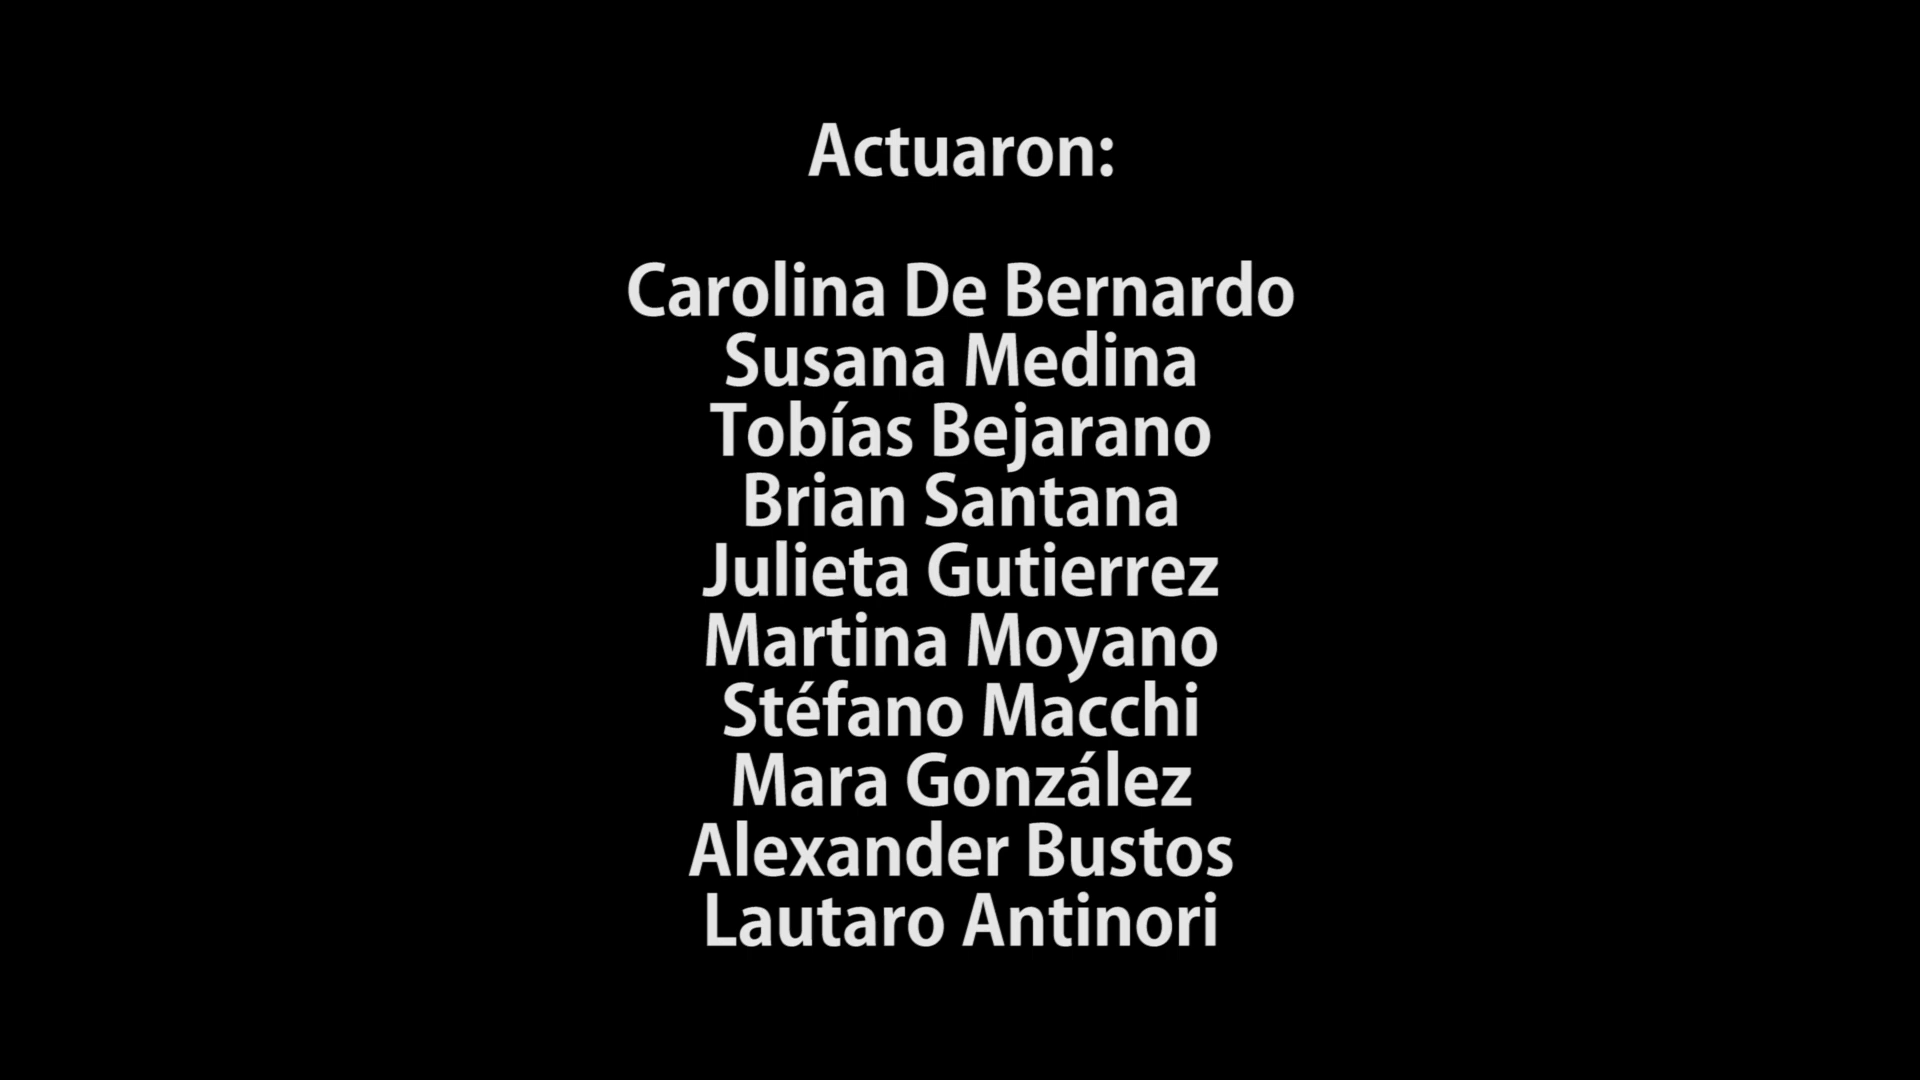 Actuaron:
Carolina De Bernardo
Susana Medina
Tobías Bejarano
Brian Santana
Julieta Gutierrez
Martina Moyano
Stéfano Macchi
Mara González
Alexander Bustos
Lautaro Antinori